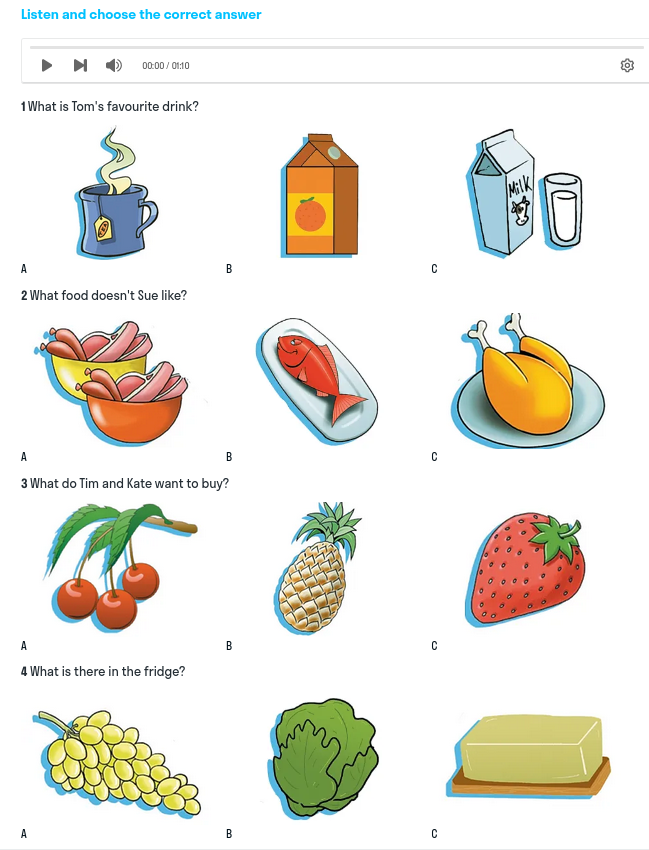 Listen and choose the correct answer
00:00 / 01:10
1 What is Tom's favourite drink?
MiLK
A B C
2 What food doesn't Sue like?
A B C
3 What do Tim and Kate want to buy?
A B C
4 What is there in the fridge?
A B C